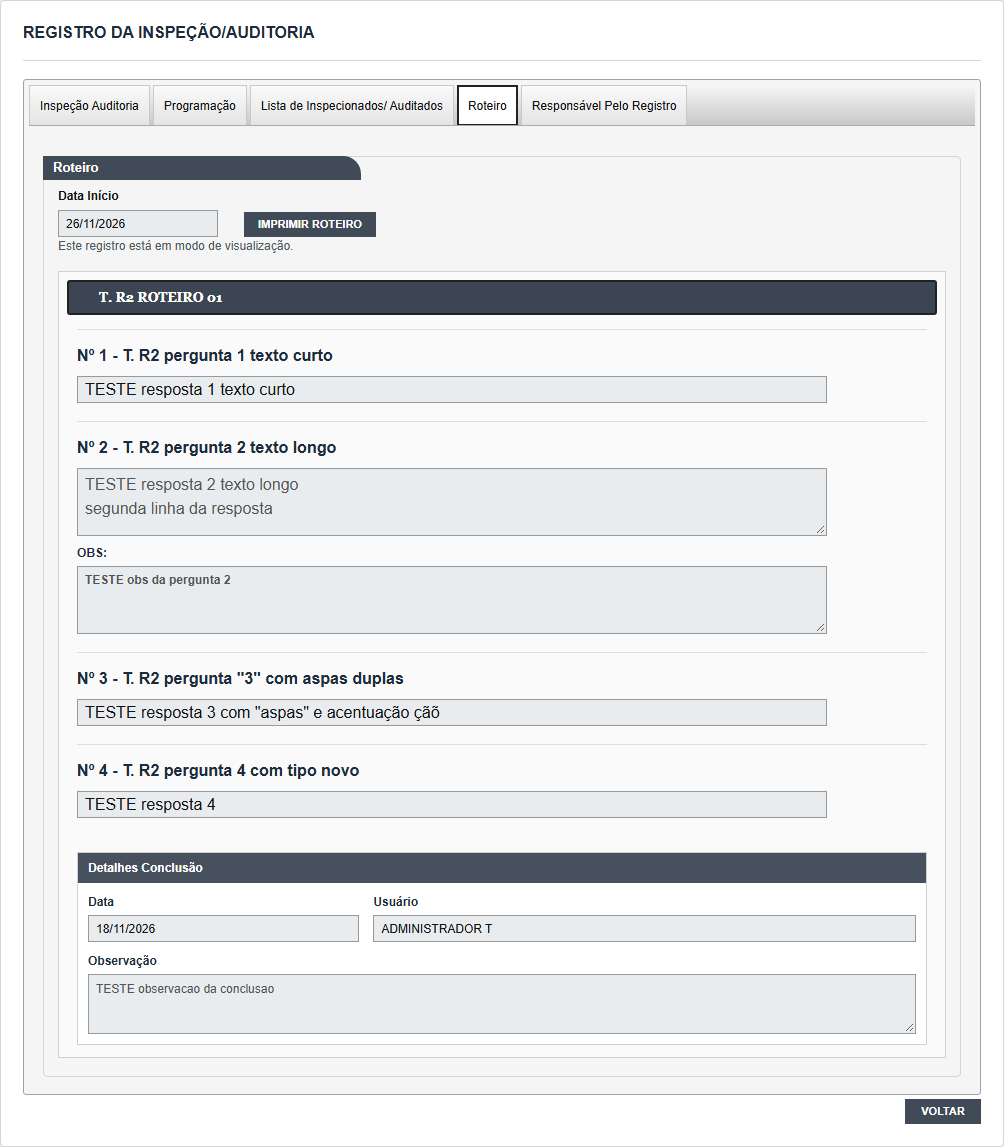 REGISTRO DA INSPEÇÃO/AUDITORIA
Inspeção Auditoria
Programação
Lista de Inspecionados/ Auditados
Roteiro
Responsável Pelo Registro
Roteiro
Data Início
26/11/2026
IMPRIMIR ROTEIRO
Este registro está em modo de visualização.
T. R2 ROTEIRO 01
Nº 1 - T. R2 pergunta 1 texto curto
TESTE resposta 1 texto curto
Nº 2 - T. R2 pergunta 2 texto longo
TESTE resposta 2 texto longo
segunda linha da resposta
OBS:
TESTE obs da pergunta 2
Nº 3 - T. R2 pergunta "3" com aspas duplas
TESTE resposta 3 com "aspas" e acentuação çãõ
Nº 4 - T. R2 pergunta 4 com tipo novo
TESTE resposta 4
Detalhes Conclusão
Data
Usuário
18/11/2026
ADMINISTRADOR T
Observação
TESTE observacao da conclusao
VOLTAR